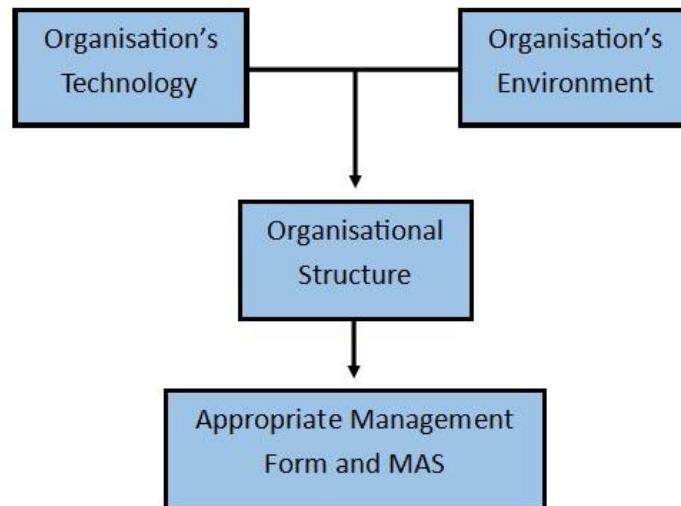 Organisation’s
Technology
Organisation’s
Environment
Organisational
Structure
Appropriate Management
Form and MAS